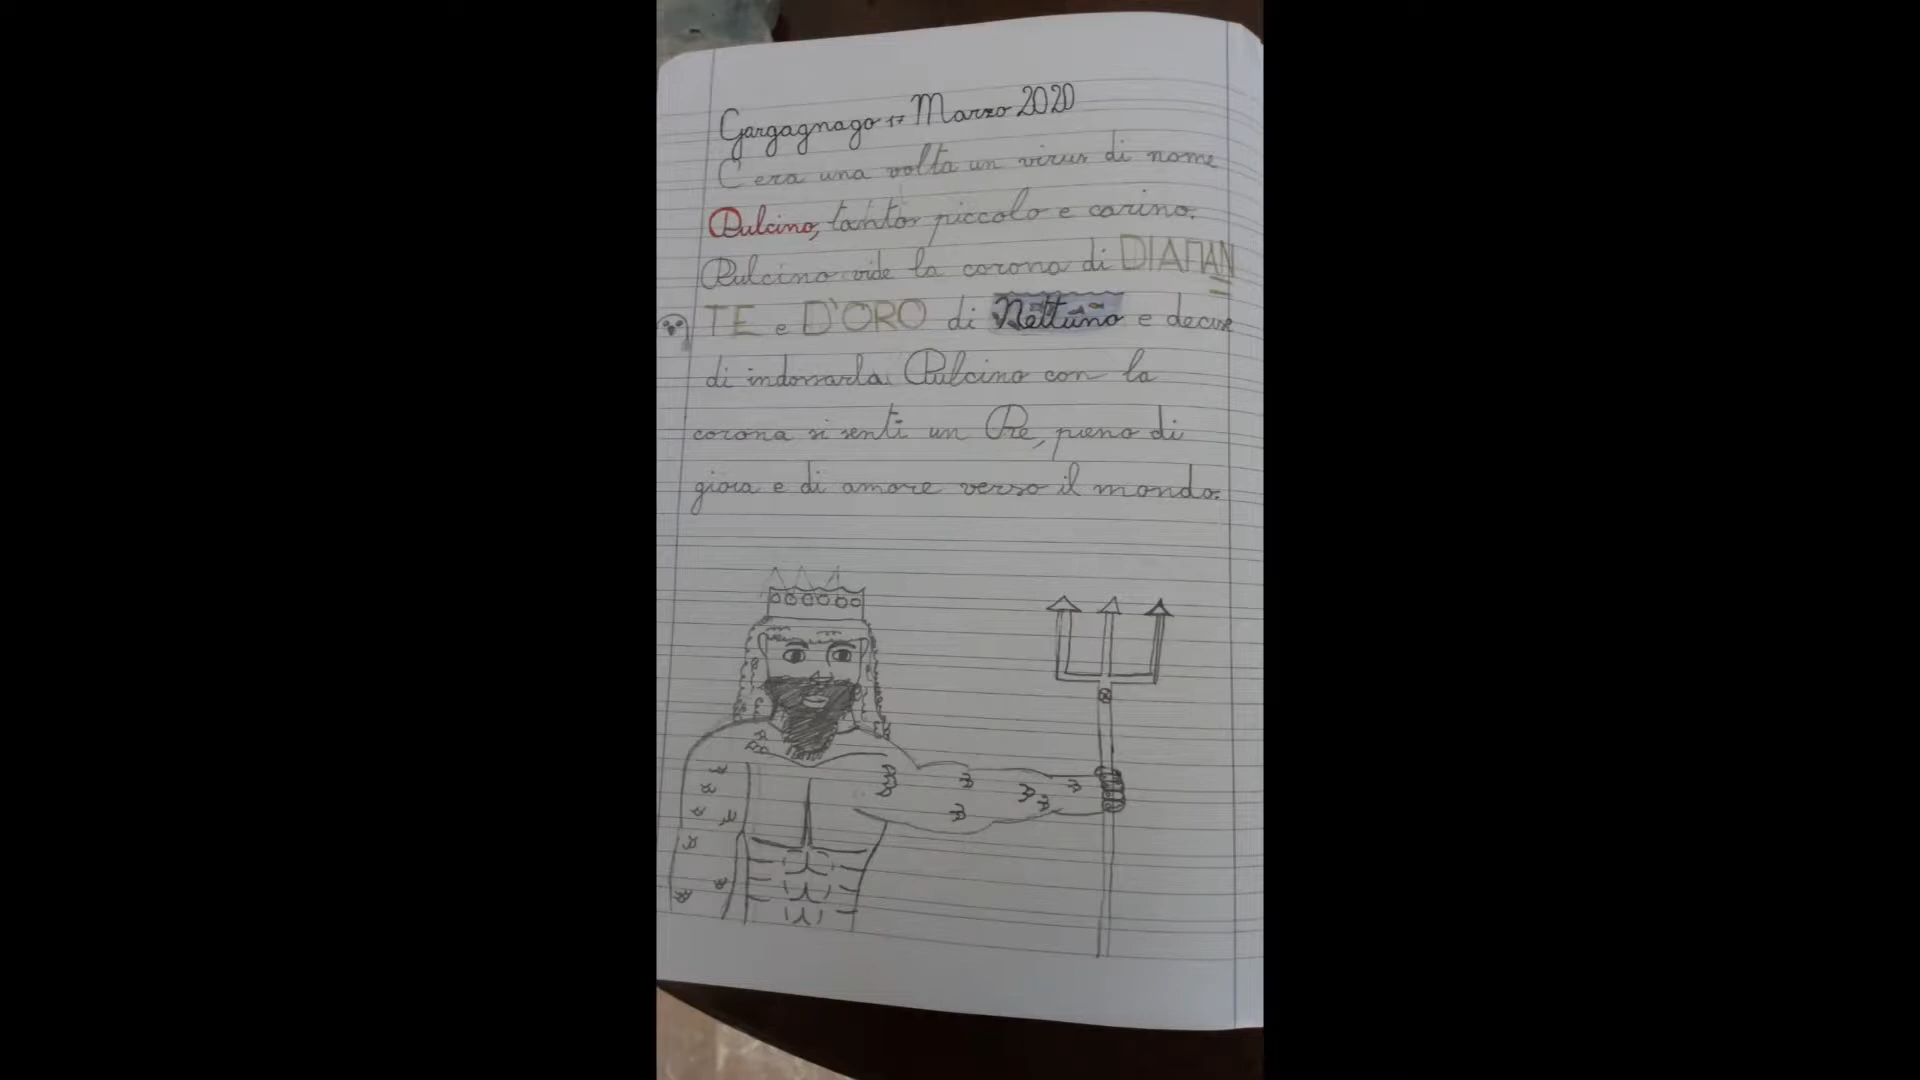 Gargagnago 17 Marzo 2020
C'era una volta un virus di nome
Pulcino, tanto piccolo e carino.
Pulcino vide la corona di DIAMAN
TE e D'ORO di Nettuno e decise
di indossarla. Pulcino con la
corona si sentì un Re, pieno di
gioia e di amore verso il mondo.